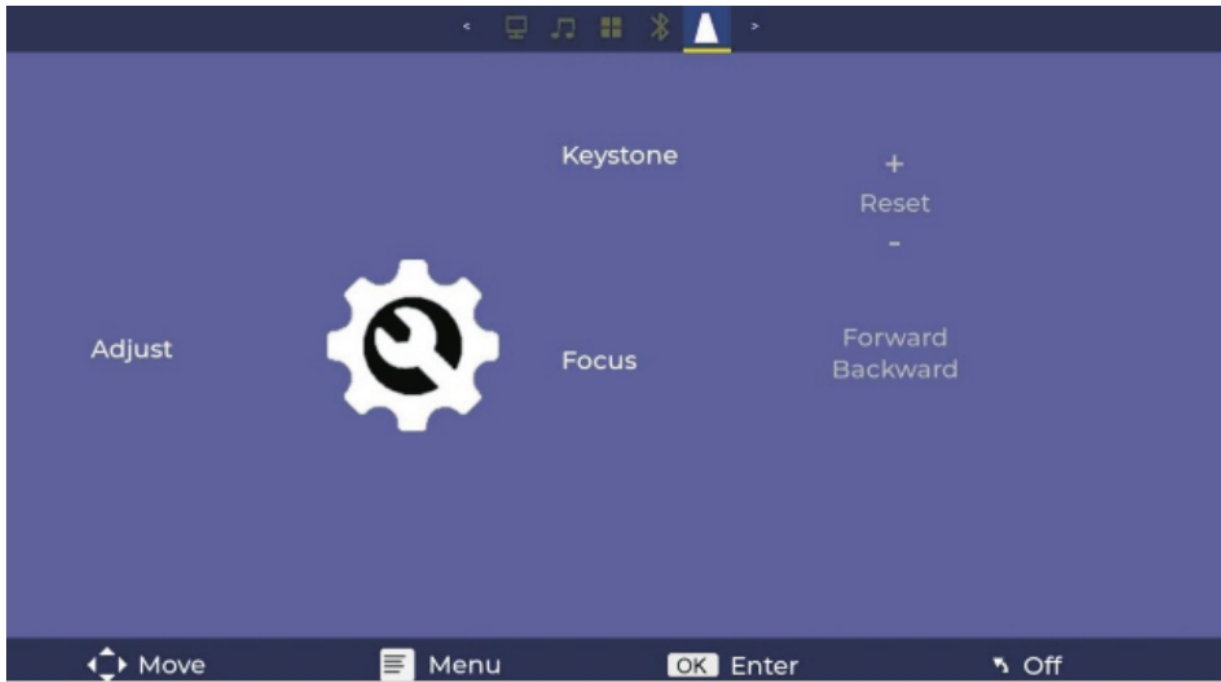 < >
Keystone
+
Reset
-
Adjust
Focus
Forward
Backward
Move Menu OK Enter Off